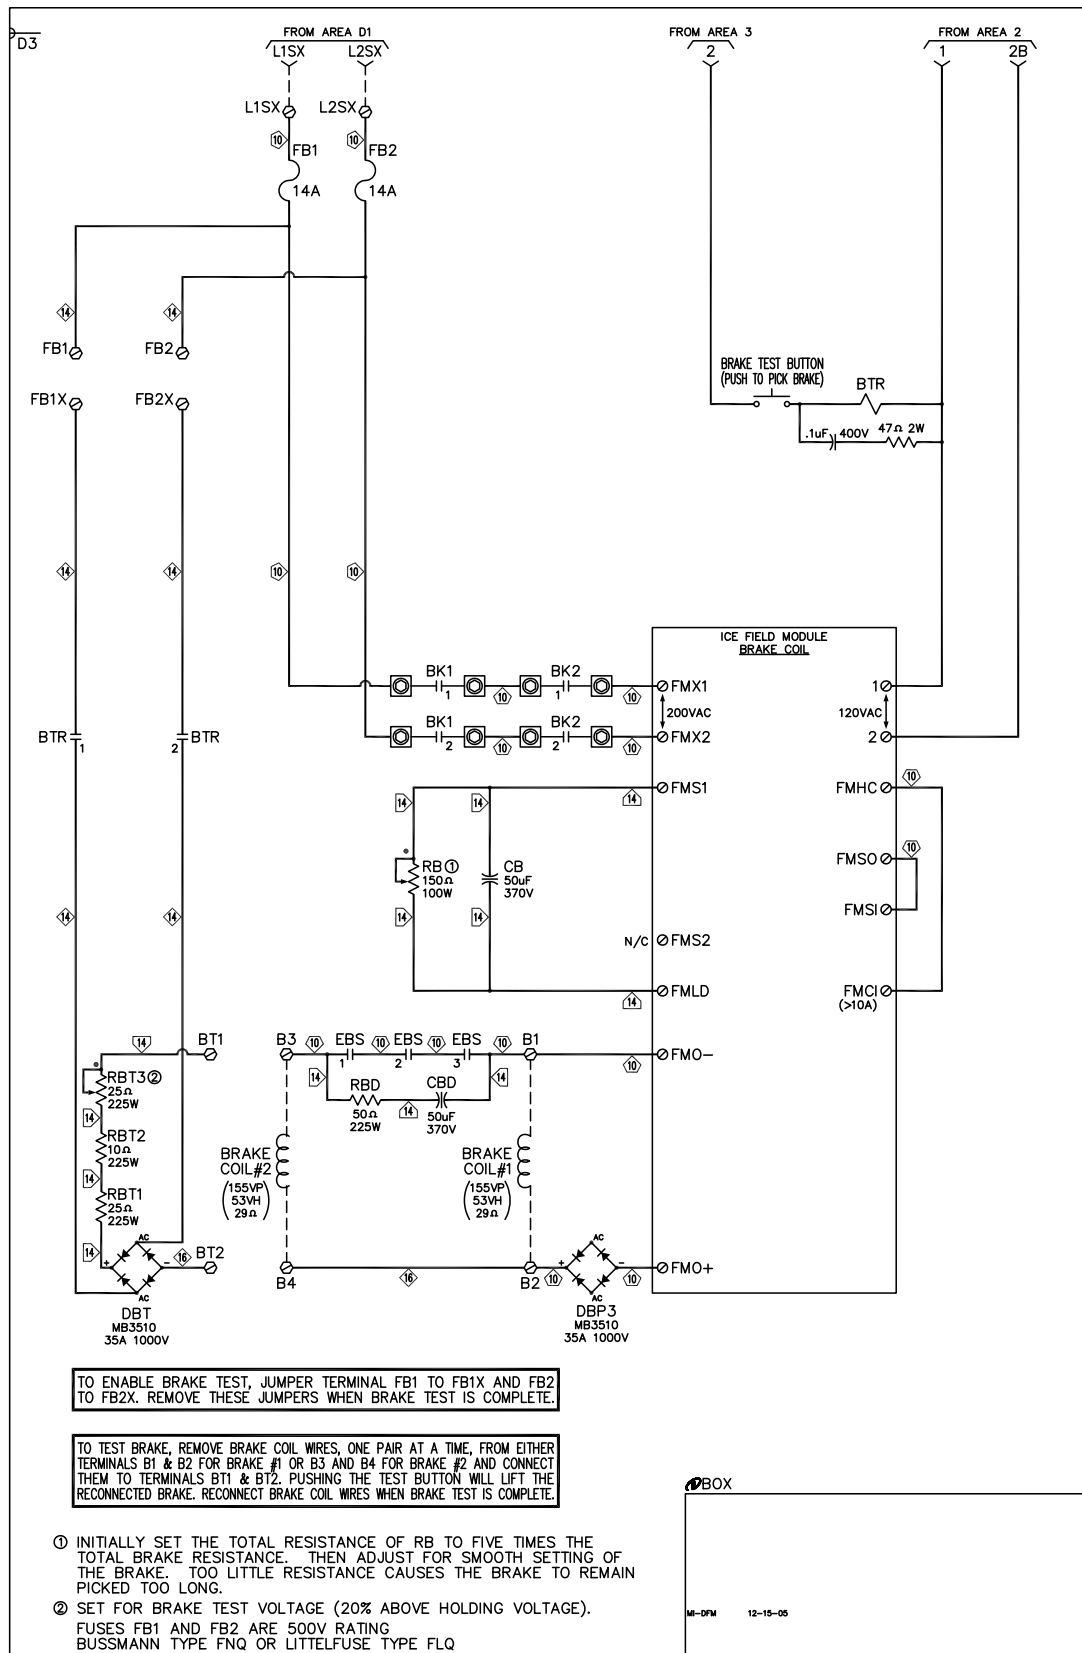 D3
FROM AREA D1
L1SX L2SX
FROM AREA 3
2
FROM AREA 2
1 2B
L1SX L2SX
10 10
FB1 FB2
14A 14A
14 14
FB1 FB2
FB1X FB2X
BRAKE TEST BUTTON
(PUSH TO PICK BRAKE)
BTR
.1uF 400V 47Ω 2W
14 14 10 10
ICE FIELD MODULE
BRAKE COIL
BK1 BK2
1 10 1 10
FMX1 1
200VAC 120VAC
BTR 1 2 BTR
BK1 BK2
2 10 2 10
FMX2 2
FMS1 FMHC 10
14 14 14
RB①
150Ω
100W
CB
50uF
370V
FMSO 10
14 14 14 14
FMSI
N/C FMS2
FMLD FMCI
(>10A)
14
14 BT1
B3 10 EBS 10 EBS 10 EBS 10 B1
1 2 3
FMO-
10
RBT3②
25Ω
225W
14 14
RBD
50Ω
225W
14
CBD
50uF
370V
14
RBT2
10Ω
225W
14
RBT1
25Ω
225W
BRAKE
COIL#2
(155VP
53VH
29Ω)
BRAKE
COIL#1
(155VP
53VH
29Ω)
14 AC 16 BT2
+ -
AC
DBT
MB3510
35A 1000V
B4 16 B2 10
AC
+ -
AC
10 FMO+
DBP3
MB3510
35A 1000V
TO ENABLE BRAKE TEST, JUMPER TERMINAL FB1 TO FB1X AND FB2
TO FB2X. REMOVE THESE JUMPERS WHEN BRAKE TEST IS COMPLETE.
TO TEST BRAKE, REMOVE BRAKE COIL WIRES, ONE PAIR AT A TIME, FROM EITHER
TERMINALS B1 & B2 FOR BRAKE #1 OR B3 AND B4 FOR BRAKE #2 AND CONNECT
THEM TO TERMINALS BT1 & BT2. PUSHING THE TEST BUTTON WILL LIFT THE
RECONNECTED BRAKE. RECONNECT BRAKE COIL WIRES WHEN BRAKE TEST IS COMPLETE.
① INITIALLY SET THE TOTAL RESISTANCE OF RB TO FIVE TIMES THE
TOTAL BRAKE RESISTANCE. THEN ADJUST FOR SMOOTH SETTING OF
THE BRAKE. TOO LITTLE RESISTANCE CAUSES THE BRAKE TO REMAIN
PICKED TOO LONG.
② SET FOR BRAKE TEST VOLTAGE (20% ABOVE HOLDING VOLTAGE).
FUSES FB1 AND FB2 ARE 500V RATING
BUSSMANN TYPE FNQ OR LITTELFUSE TYPE FLQ
BOX
MI-DFM 12-15-05